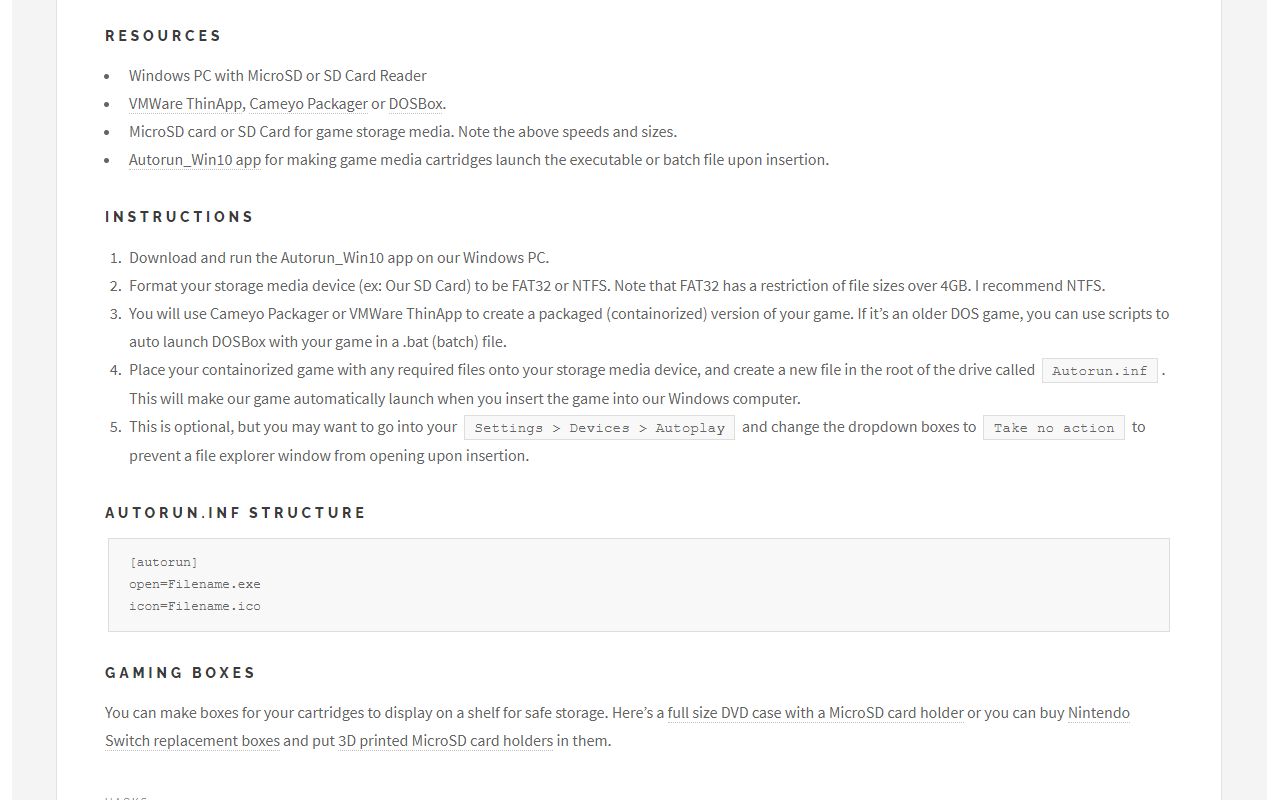 RESOURCES
• Windows PC with MicroSD or SD Card Reader
• VMWare ThinApp, Cameyo Packager or DOSBox.
• MicroSD card or SD Card for game storage media. Note the above speeds and sizes.
• Autorun_Win10 app for making game media cartridges launch the executable or batch file upon insertion.
INSTRUCTIONS
1. Download and run the Autorun_Win10 app on our Windows PC.
2. Format your storage media device (ex: Our SD Card) to be FAT32 or NTFS. Note that FAT32 has a restriction of file sizes over 4GB. I recommend NTFS.
3. You will use Cameyo Packager or VMWare ThinApp to create a packaged (containorized) version of your game. If it’s an older DOS game, you can use scripts to
auto launch DOSBox with your game in a .bat (batch) file.
4. Place your containorized game with any required files onto your storage media device, and create a new file in the root of the drive called Autorun.inf .
This will make our game automatically launch when you insert the game into our Windows computer.
5. This is optional, but you may want to go into your Settings > Devices > Autoplay and change the dropdown boxes to Take no action to
prevent a file explorer window from opening upon insertion.
AUTORUN.INF STRUCTURE
[autorun]
open=Filename.exe
icon=Filename.ico
GAMING BOXES
You can make boxes for your cartridges to display on a shelf for safe storage. Here’s a full size DVD case with a MicroSD card holder or you can buy Nintendo
Switch replacement boxes and put 3D printed MicroSD card holders in them.